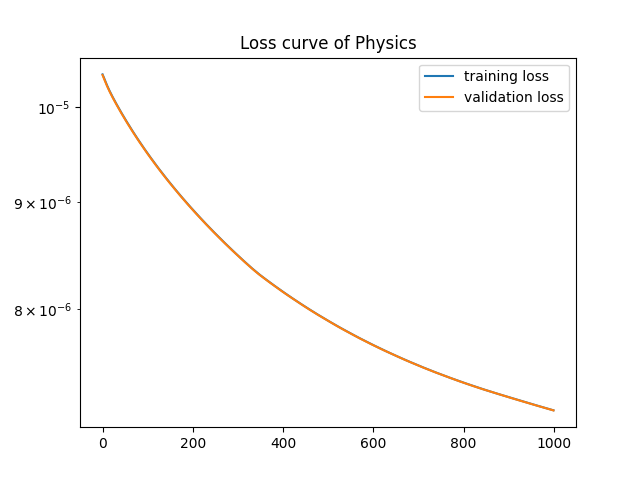 Loss curve of Physics
training loss
validation loss
10⁻⁵
9 × 10⁻⁶
8 × 10⁻⁶
0 200 400 600 800 1000